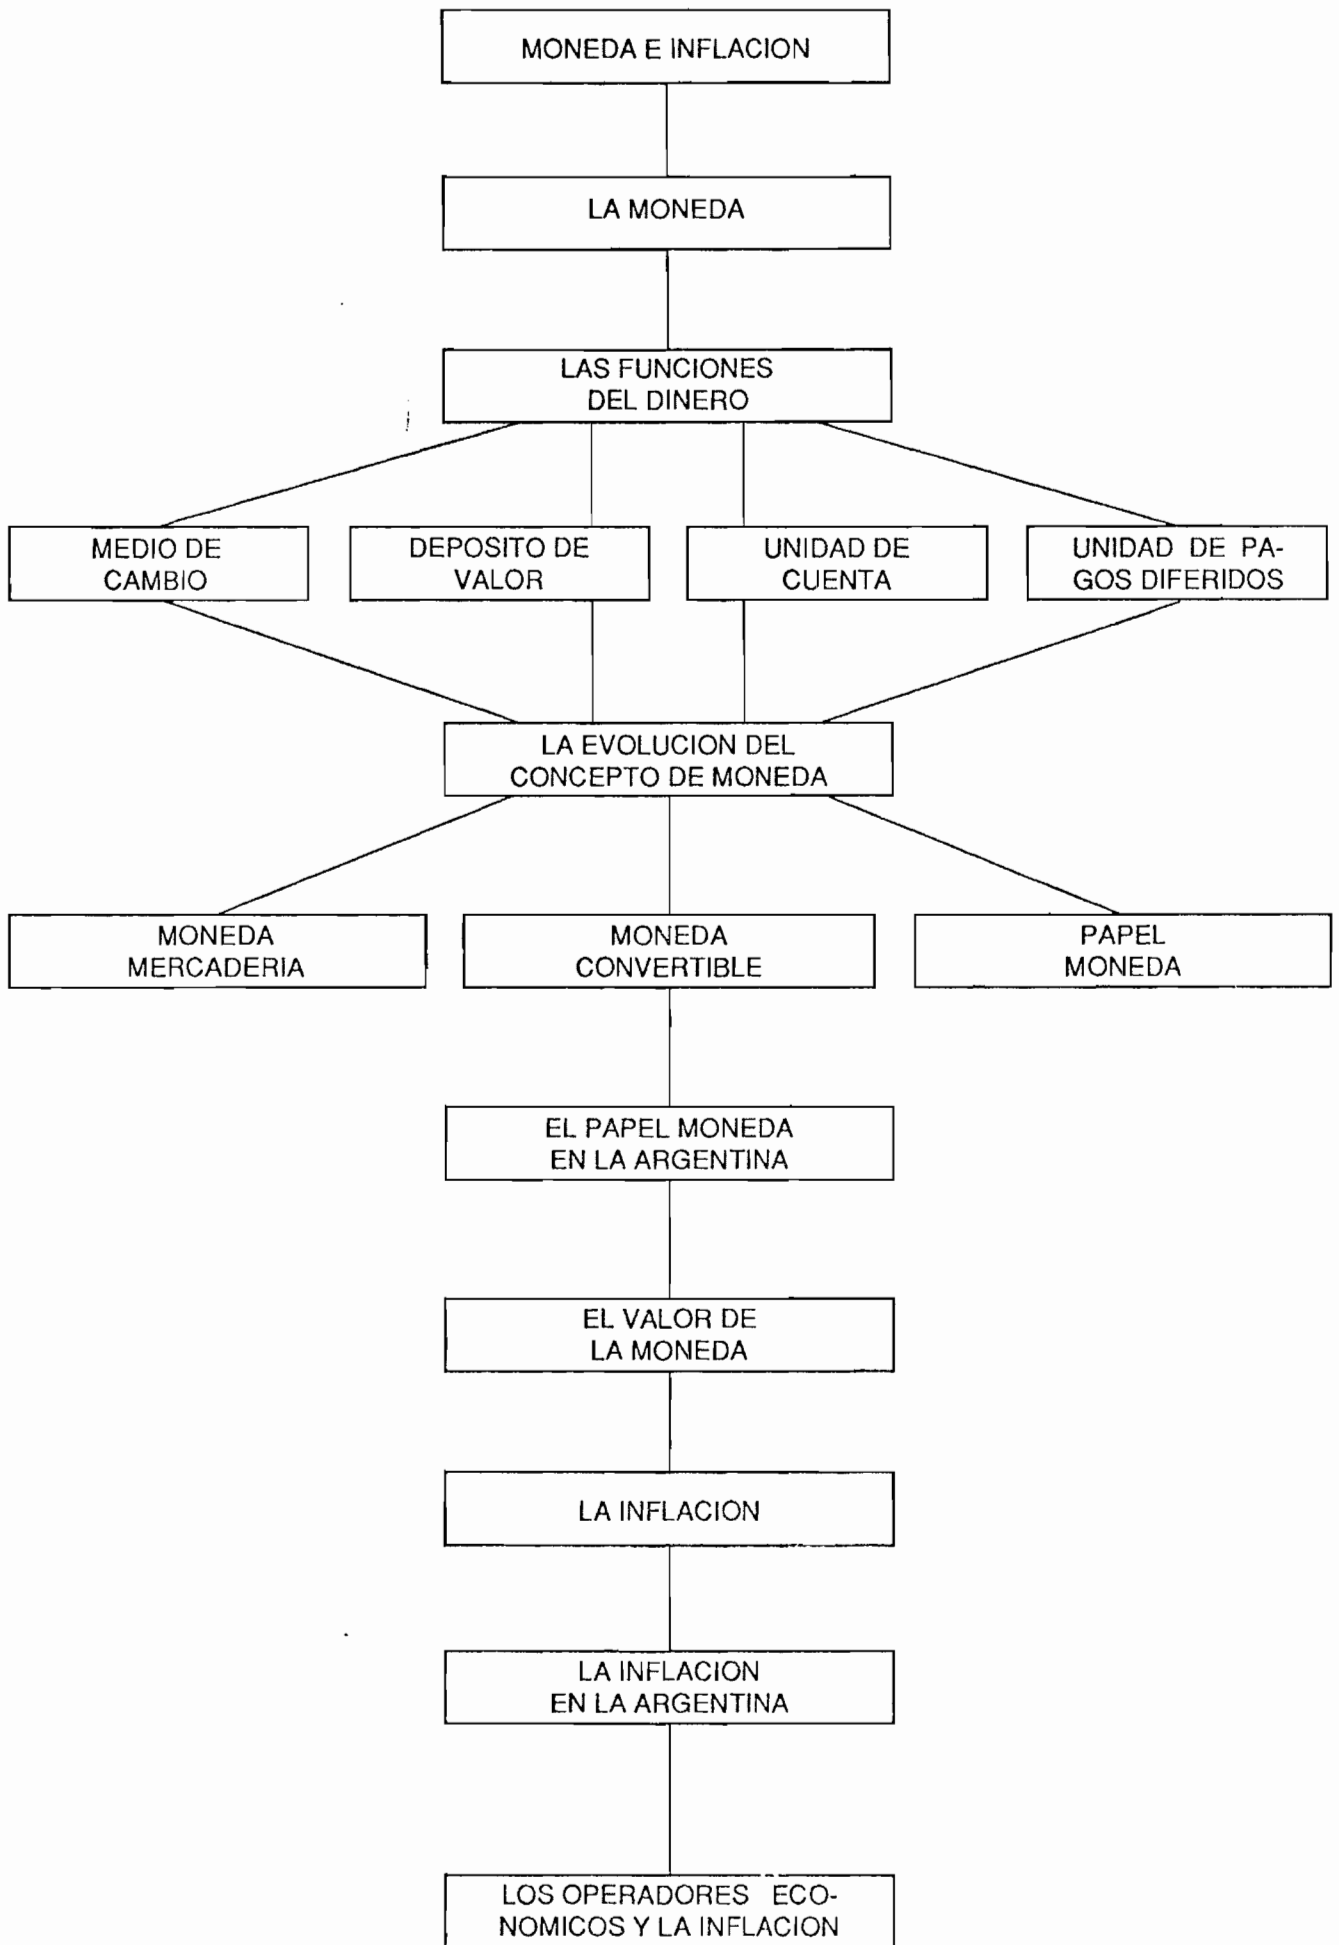 MONEDA E INFLACION
LA MONEDA
LAS FUNCIONES
DEL DINERO
MEDIO DE
CAMBIO
DEPOSITO DE
VALOR
UNIDAD DE
CUENTA
UNIDAD DE PA-
GOS DIFERIDOS
LA EVOLUCION DEL
CONCEPTO DE MONEDA
MONEDA
MERCADERIA
MONEDA
CONVERTIBLE
PAPEL
MONEDA
EL PAPEL MONEDA
EN LA ARGENTINA
EL VALOR DE
LA MONEDA
LA INFLACION
LA INFLACION
EN LA ARGENTINA
LOS OPERADORES ECO-
NOMICOS Y LA INFLACION